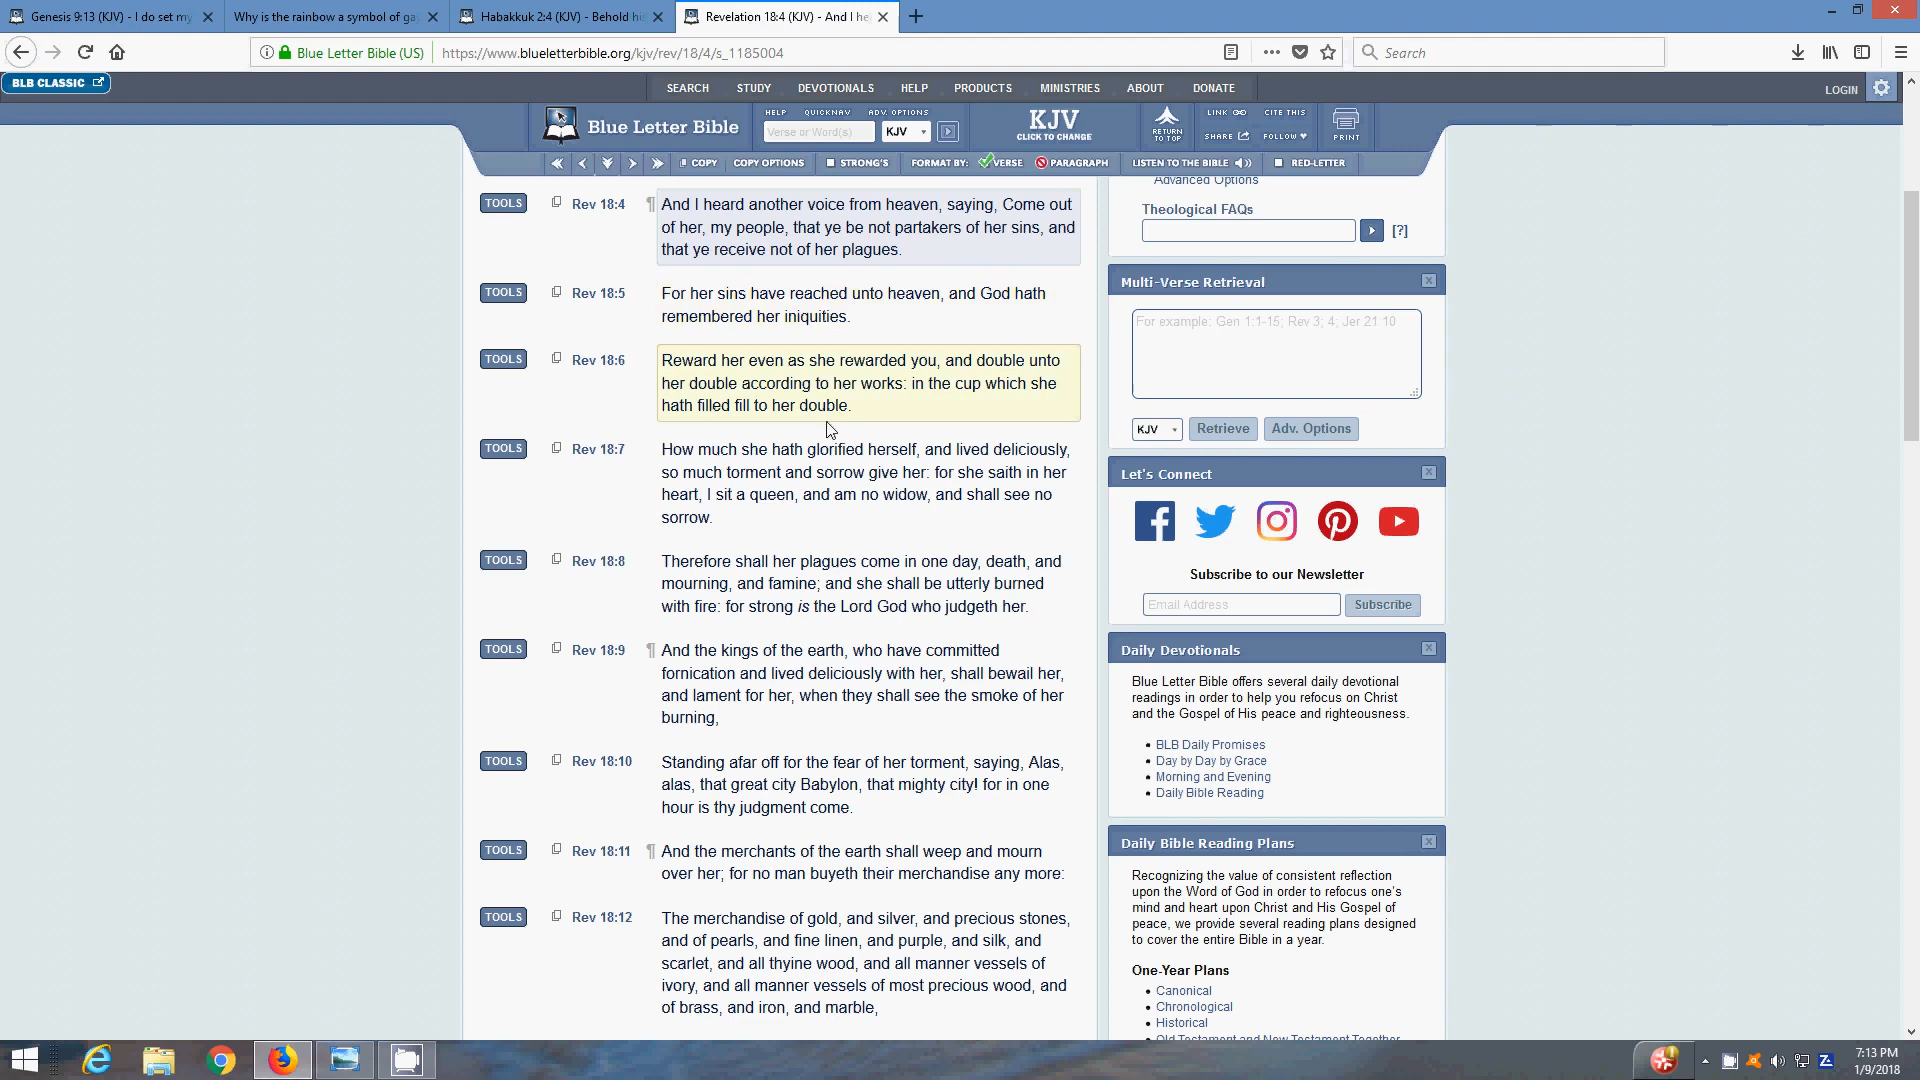 Genesis 9:13 (KJV) - I do set my
Why is the rainbow a symbol of ga
Habakkuk 2:4 (KJV) - Behold hi
Revelation 18:4 (KJV) - And I he
Blue Letter Bible (US)
https://www.blueletterbible.org/kjv/rev/18/4/s_1185004
Search
BLB CLASSIC
SEARCH STUDY DEVOTIONALS HELP PRODUCTS MINISTRIES ABOUT DONATE
LOGIN
Blue Letter Bible
HELP QUICKNAV ADV. OPTIONS
Verse or Word(s)
KJV
KJV
CLICK TO CHANGE
RETURN
TO TOP
LINK
CITE THIS
SHARE
FOLLOW
PRINT
COPY COPY OPTIONS STRONG'S FORMAT BY: VERSE PARAGRAPH LISTEN TO THE BIBLE RED-LETTER
TOOLS Rev 18:4 ¶ And I heard another voice from heaven, saying, Come out
of her, my people, that ye be not partakers of her sins, and
that ye receive not of her plagues.
TOOLS Rev 18:5 For her sins have reached unto heaven, and God hath
remembered her iniquities.
TOOLS Rev 18:6 Reward her even as she rewarded you, and double unto
her double according to her works: in the cup which she
hath filled fill to her double.
TOOLS Rev 18:7 How much she hath glorified herself, and lived deliciously,
so much torment and sorrow give her: for she saith in her
heart, I sit a queen, and am no widow, and shall see no
sorrow.
TOOLS Rev 18:8 Therefore shall her plagues come in one day, death, and
mourning, and famine; and she shall be utterly burned
with fire: for strong is the Lord God who judgeth her.
TOOLS Rev 18:9 ¶ And the kings of the earth, who have committed
fornication and lived deliciously with her, shall bewail her,
and lament for her, when they shall see the smoke of her
burning,
TOOLS Rev 18:10 Standing afar off for the fear of her torment, saying, Alas,
alas, that great city Babylon, that mighty city! for in one
hour is thy judgment come.
TOOLS Rev 18:11 ¶ And the merchants of the earth shall weep and mourn
over her; for no man buyeth their merchandise any more:
TOOLS Rev 18:12 The merchandise of gold, and silver, and precious stones,
and of pearls, and fine linen, and purple, and silk, and
scarlet, and all thyine wood, and all manner vessels of
ivory, and all manner vessels of most precious wood, and
of brass, and iron, and marble,
Advanced Options
Theological FAQs
[?]
Multi-Verse Retrieval
For example: Gen 1:1-15; Rev 3; 4; Jer 21 10
KJV Retrieve Adv. Options
Let's Connect
Subscribe to our Newsletter
Email Address
Subscribe
Daily Devotionals
Blue Letter Bible offers several daily devotional
readings in order to help you refocus on Christ
and the Gospel of His peace and righteousness.
BLB Daily Promises
Day by Day by Grace
Morning and Evening
Daily Bible Reading
Daily Bible Reading Plans
Recognizing the value of consistent reflection
upon the Word of God in order to refocus one's
mind and heart upon Christ and His Gospel of
peace, we provide several reading plans designed
to cover the entire Bible in a year.
One-Year Plans
Canonical
Chronological
Historical
Old Testament and New Testament Together
7:13 PM
1/9/2018